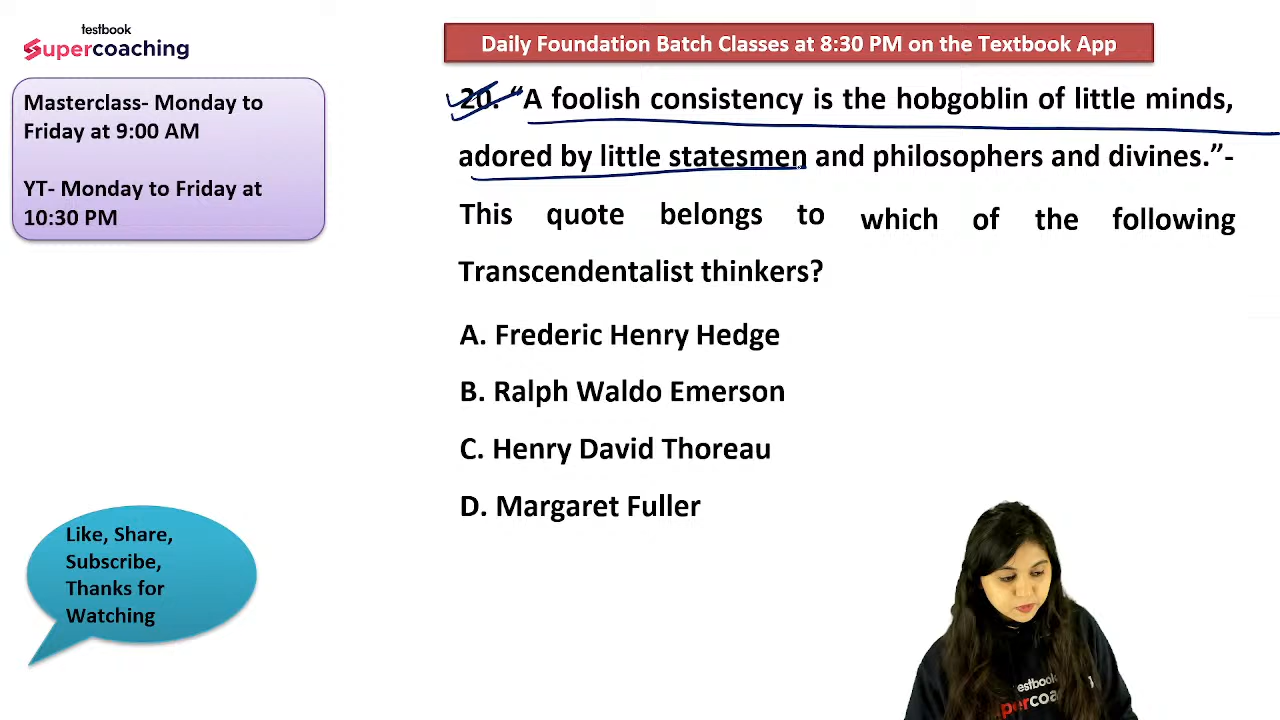 testbook
Supercoaching
Daily Foundation Batch Classes at 8:30 PM on the Textbook App
Masterclass- Monday to
Friday at 9:00 AM
YT- Monday to Friday at
10:30 PM
20. “A foolish consistency is the hobgoblin of little minds,
adored by little statesmen and philosophers and divines.”-
This quote belongs to which of the following
Transcendentalist thinkers?
A. Frederic Henry Hedge
B. Ralph Waldo Emerson
C. Henry David Thoreau
D. Margaret Fuller
Like, Share,
Subscribe,
Thanks for
Watching
testbook